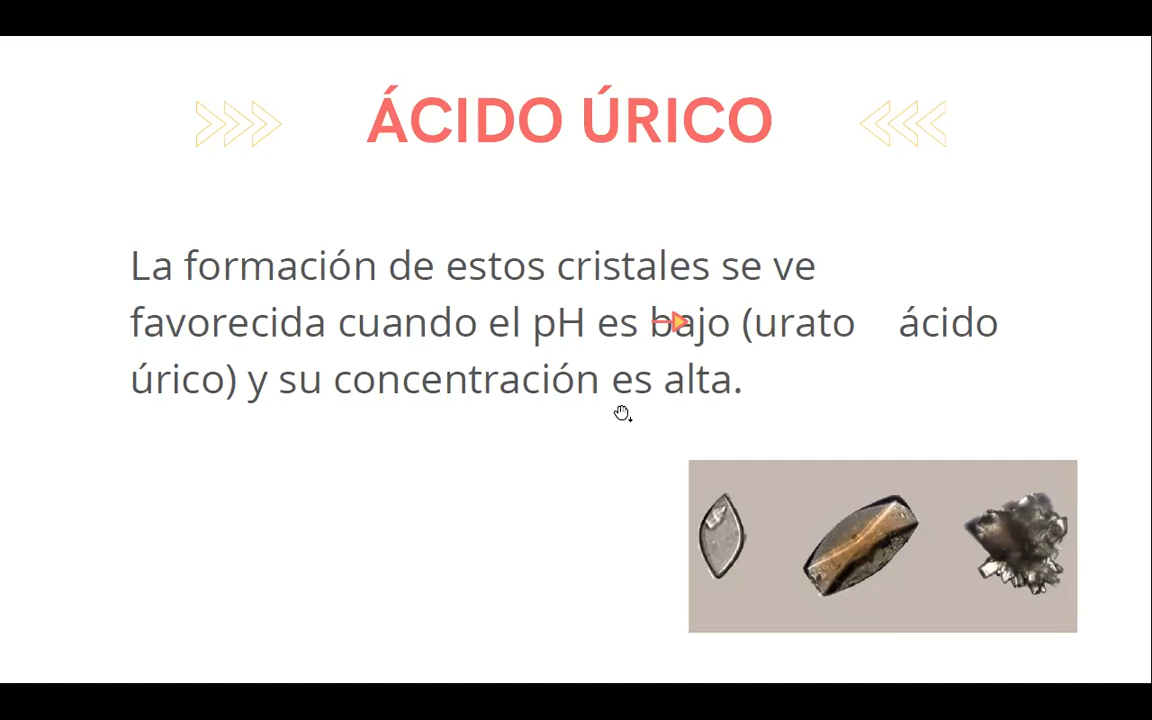 ÁCIDO ÚRICO
La formación de estos cristales se ve
favorecida cuando el pH es bajo (urato ácido
úrico) y su concentración es alta.